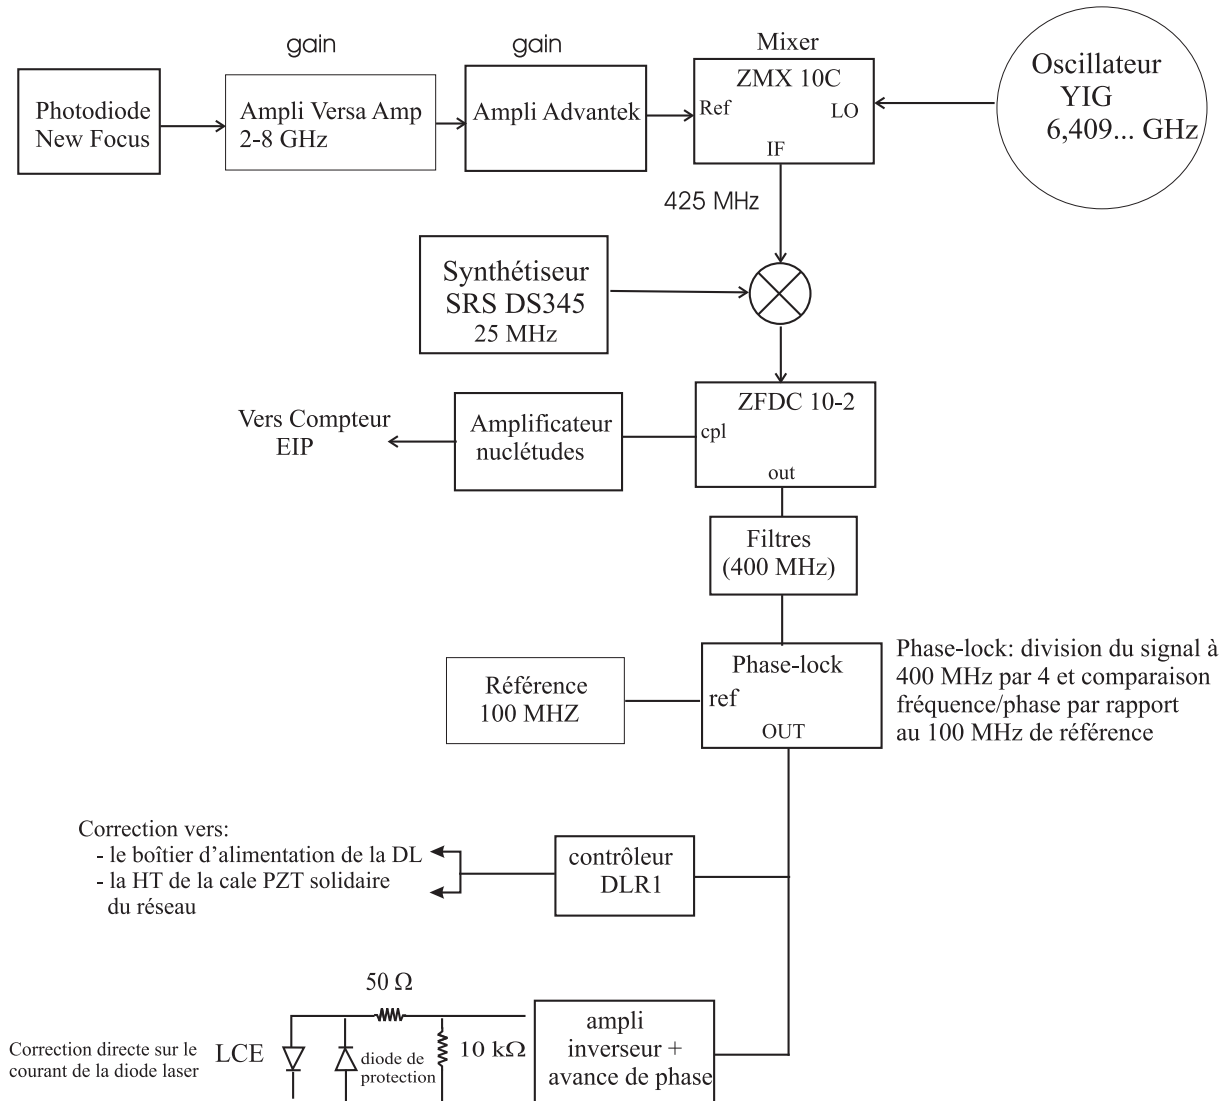 gain
gain
Mixer
Photodiode
New Focus
Ampli Versa Amp
2-8 GHz
Ampli Advantek
ZMX 10C
Ref
LO
IF
Oscillateur
YIG
6,409... GHz
425 MHz
Synthétiseur
SRS DS345
25 MHz
Vers Compteur
EIP
Amplificateur
nuclétudes
ZFDC 10-2
cpl
out
Filtres
(400 MHz)
Référence
100 MHZ
Phase-lock
ref
OUT
Phase-lock: division du signal à
400 MHz par 4 et comparaison
fréquence/phase par rapport
au 100 MHz de référence
Correction vers:
- le boîtier d’alimentation de la DL
- la HT de la cale PZT solidaire
du réseau
contrôleur
DLR1
50 Ω
Correction directe sur le
courant de la diode laser
LCE
diode de
protection
10 kΩ
ampli
inverseur +
avance de phase